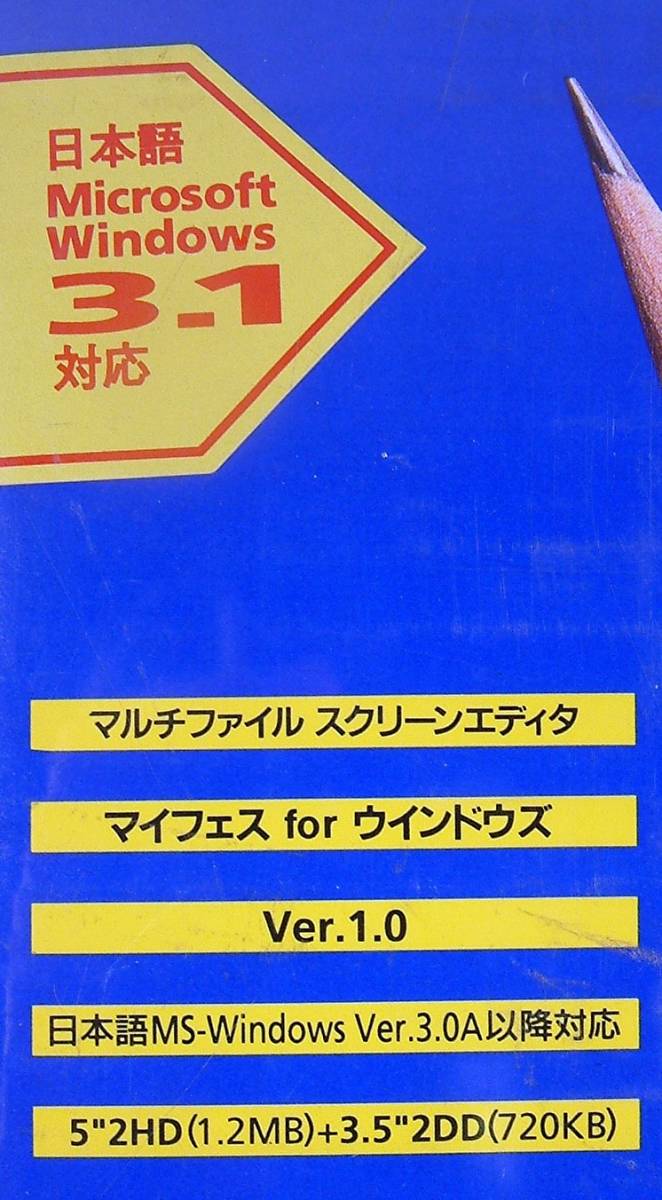 日本語
Microsoft
Windows
3.1
対応
マルチファイル スクリーンエディタ
マイフェス for ウインドウズ
Ver.1.0
日本語MS-Windows Ver.3.0A以降対応
5"2HD(1.2MB)+3.5"2DD(720KB)